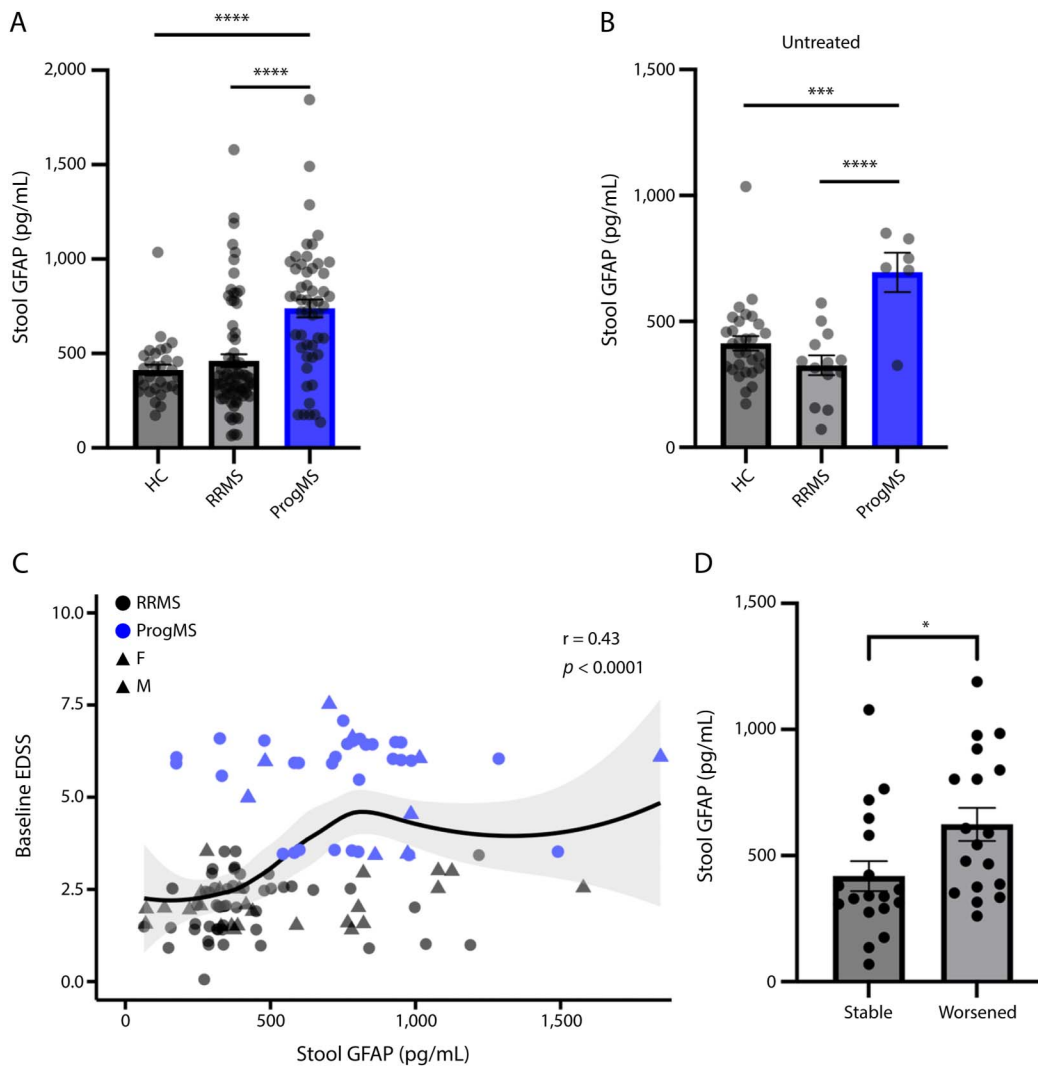 A
****
****
2,000
1,500
1,000
500
0
Stool GFAP (pg/mL)
HC
RRMS
ProgMS
B
Untreated
***
****
1,500
1,000
500
0
Stool GFAP (pg/mL)
HC
RRMS
ProgMS
C
RRMS
ProgMS
F
M
r = 0.43
p < 0.0001
10.0
7.5
5.0
2.5
0.0
Baseline EDSS
0
500
1,000
1,500
Stool GFAP (pg/mL)
D
*
1,500
1,000
500
0
Stool GFAP (pg/mL)
Stable
Worsened